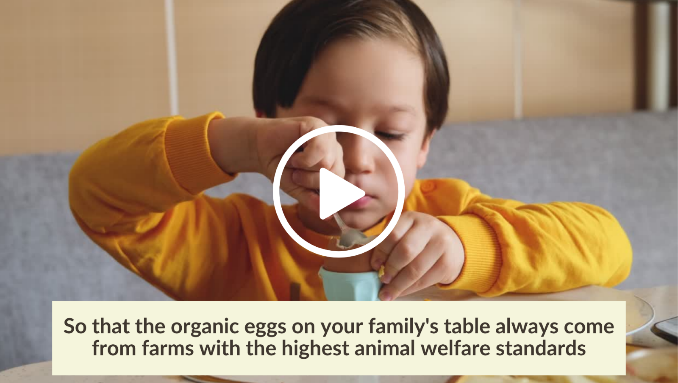 So that the organic eggs on your family's table always come
from farms with the highest animal welfare standards